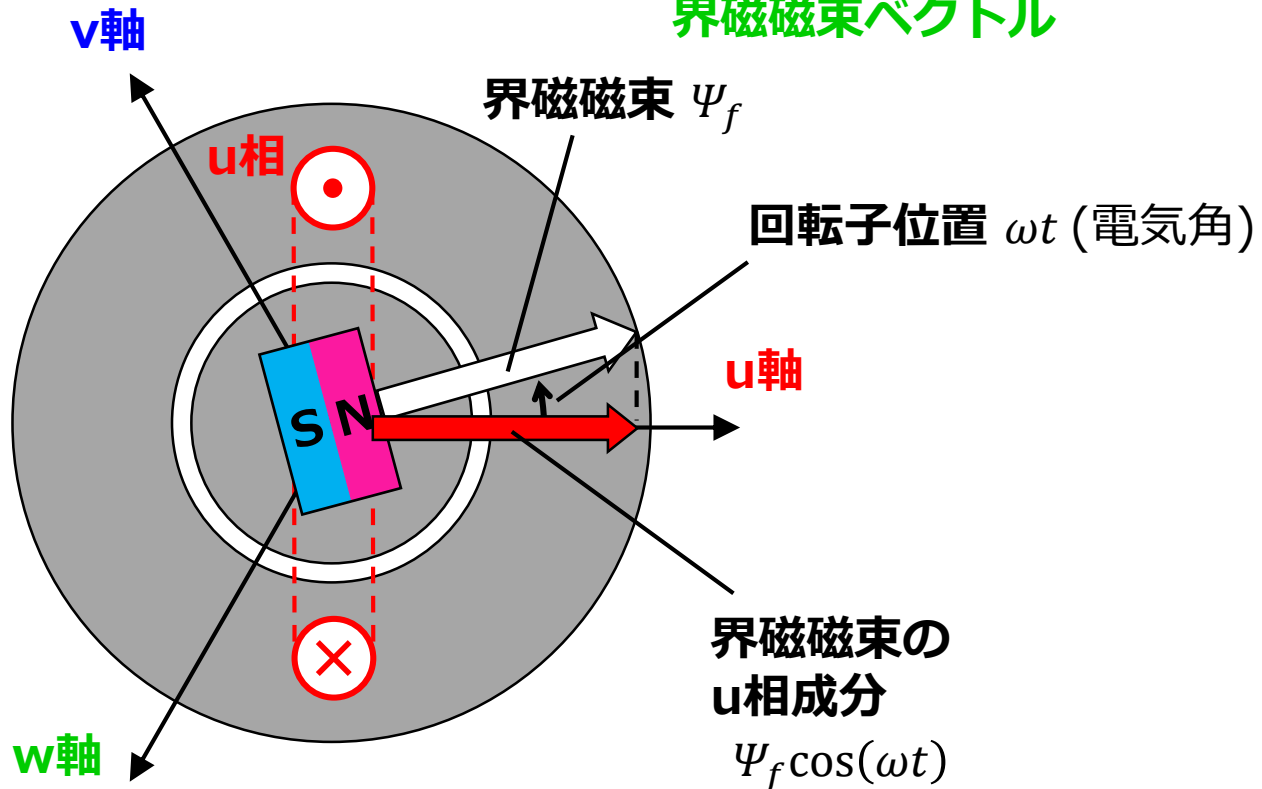 界磁磁束ベクトル
v軸
界磁磁束 Ψf
u相
回転子位置 ωt (電気角)
u軸
S N
界磁磁束の
u相成分
Ψf cos(ωt)
w軸